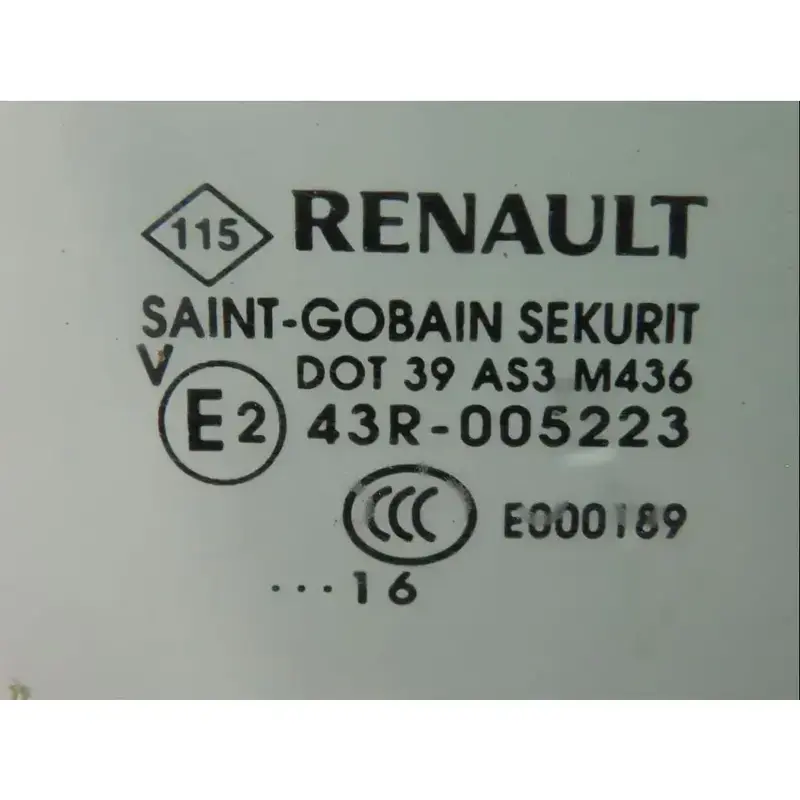 115 RENAULT
SAINT-GOBAIN SEKURIT
V DOT 39 AS3 M436
E2 43R-005223
CCC E000189
...16